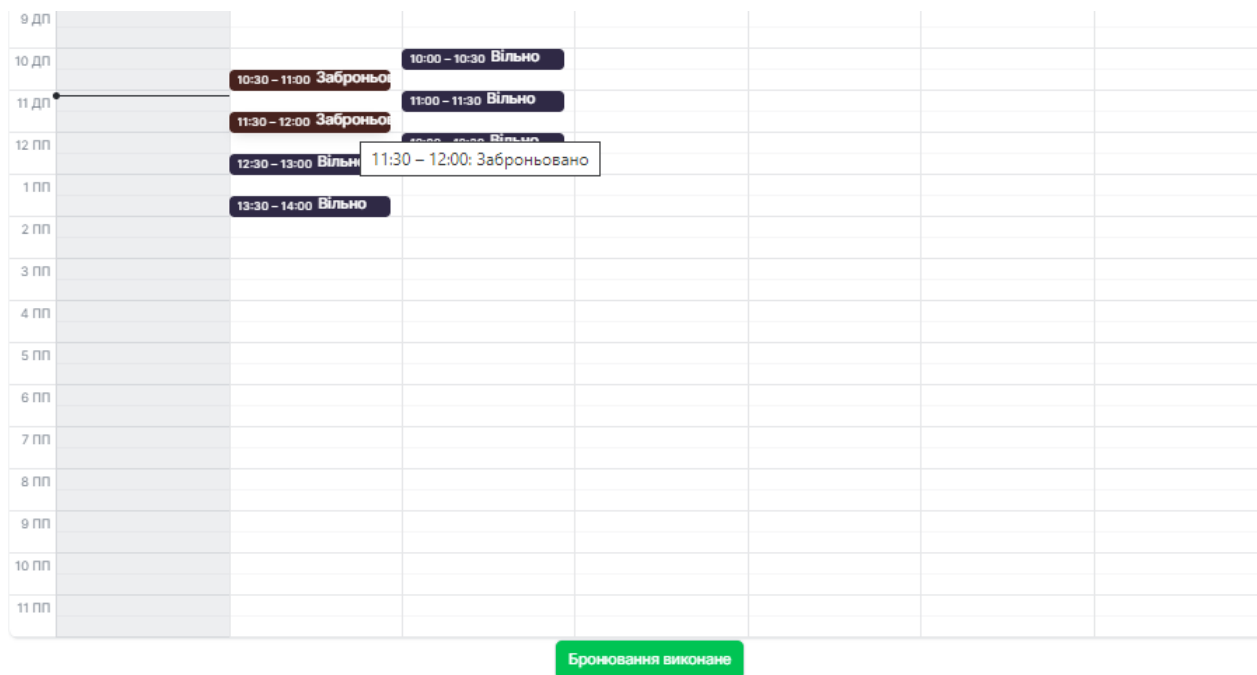 9 ДП
10 ДП
10:00 – 10:30 Вільно
10:30 – 11:00 Заброньов
11 ДП
11:00 – 11:30 Вільно
11:30 – 12:00 Заброньов
12 ПП
Вільно
11:30 – 12:00: Заброньовано
12:30 – 13:00 Вільн
1 ПП
13:30 – 14:00 Вільно
2 ПП
3 ПП
4 ПП
5 ПП
6 ПП
7 ПП
8 ПП
9 ПП
10 ПП
11 ПП
Бронювання виконане